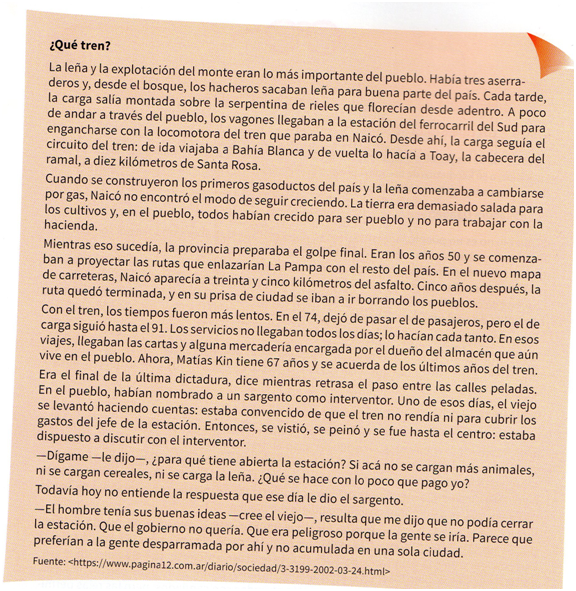 ¿Qué tren?
La leña y la explotación del monte eran lo más importante del pueblo. Había tres aserra-
deros y, desde el bosque, los hacheros sacaban leña para buena parte del país. Cada tarde,
la carga salía montada sobre la serpentina de rieles que florecían desde adentro. A poco
de andar a través del pueblo, los vagones llegaban a la estación del ferrocarril del Sud para
engancharse con la locomotora del tren que paraba en Naicó. Desde ahí, la carga seguía el
circuito del tren: de ida viajaba a Bahía Blanca y de vuelta lo hacía a Toay, la cabecera del
ramal, a diez kilómetros de Santa Rosa.
Cuando se construyeron los primeros gasoductos del país y la leña comenzaba a cambiarse
por gas, Naicó no encontró el modo de seguir creciendo. La tierra era demasiado salada para
los cultivos y, en el pueblo, todos habían crecido para ser pueblo y no para trabajar con la
hacienda.
Mientras eso sucedía, la provincia preparaba el golpe final. Eran los años 50 y se comenza-
ban a proyectar las rutas que enlazarían La Pampa con el resto del país. En el nuevo mapa
de carreteras, Naicó aparecía a treinta y cinco kilómetros del asfalto. Cinco años después, la
ruta quedó terminada, y en su prisa de ciudad se iban a ir borrando los pueblos.
Con el tren, los tiempos fueron más lentos. En el 74, dejó de pasar el de pasajeros, pero el de
carga siguió hasta el 91. Los servicios no llegaban todos los días; lo hacían cada tanto. En esos
viajes, llegaban las cartas y alguna mercadería encargada por el dueño del almacén que aún
vive en el pueblo. Ahora, Matías Kin tiene 67 años y se acuerda de los últimos años del tren.
Era el final de la última dictadura, dice mientras retrasa el paso entre las calles peladas.
En el pueblo, habían nombrado a un sargento como interventor. Uno de esos días, el viejo
se levantó haciendo cuentas: estaba convencido de que el tren no rendía ni para cubrir los
gastos del jefe de la estación. Entonces, se vistió, se peinó y se fue hasta el centro: estaba
dispuesto a discutir con el interventor.
—Dígame —le dijo—, ¿para qué tiene abierta la estación? Si acá no se cargan más animales,
ni se cargan cereales, ni se carga la leña. ¿Qué se hace con lo poco que pago yo?
Todavía hoy no entiende la respuesta que ese día le dio el sargento.
—El hombre tenía sus buenas ideas —cree el viejo—, resulta que me dijo que no podía cerrar
la estación. Que el gobierno no quería. Que era peligroso porque la gente se iría. Parece que
preferían a la gente desparramada por ahí y no acumulada en una sola ciudad.
Fuente: <https://www.pagina12.com.ar/diario/sociedad/3-3199-2002-03-24.html>